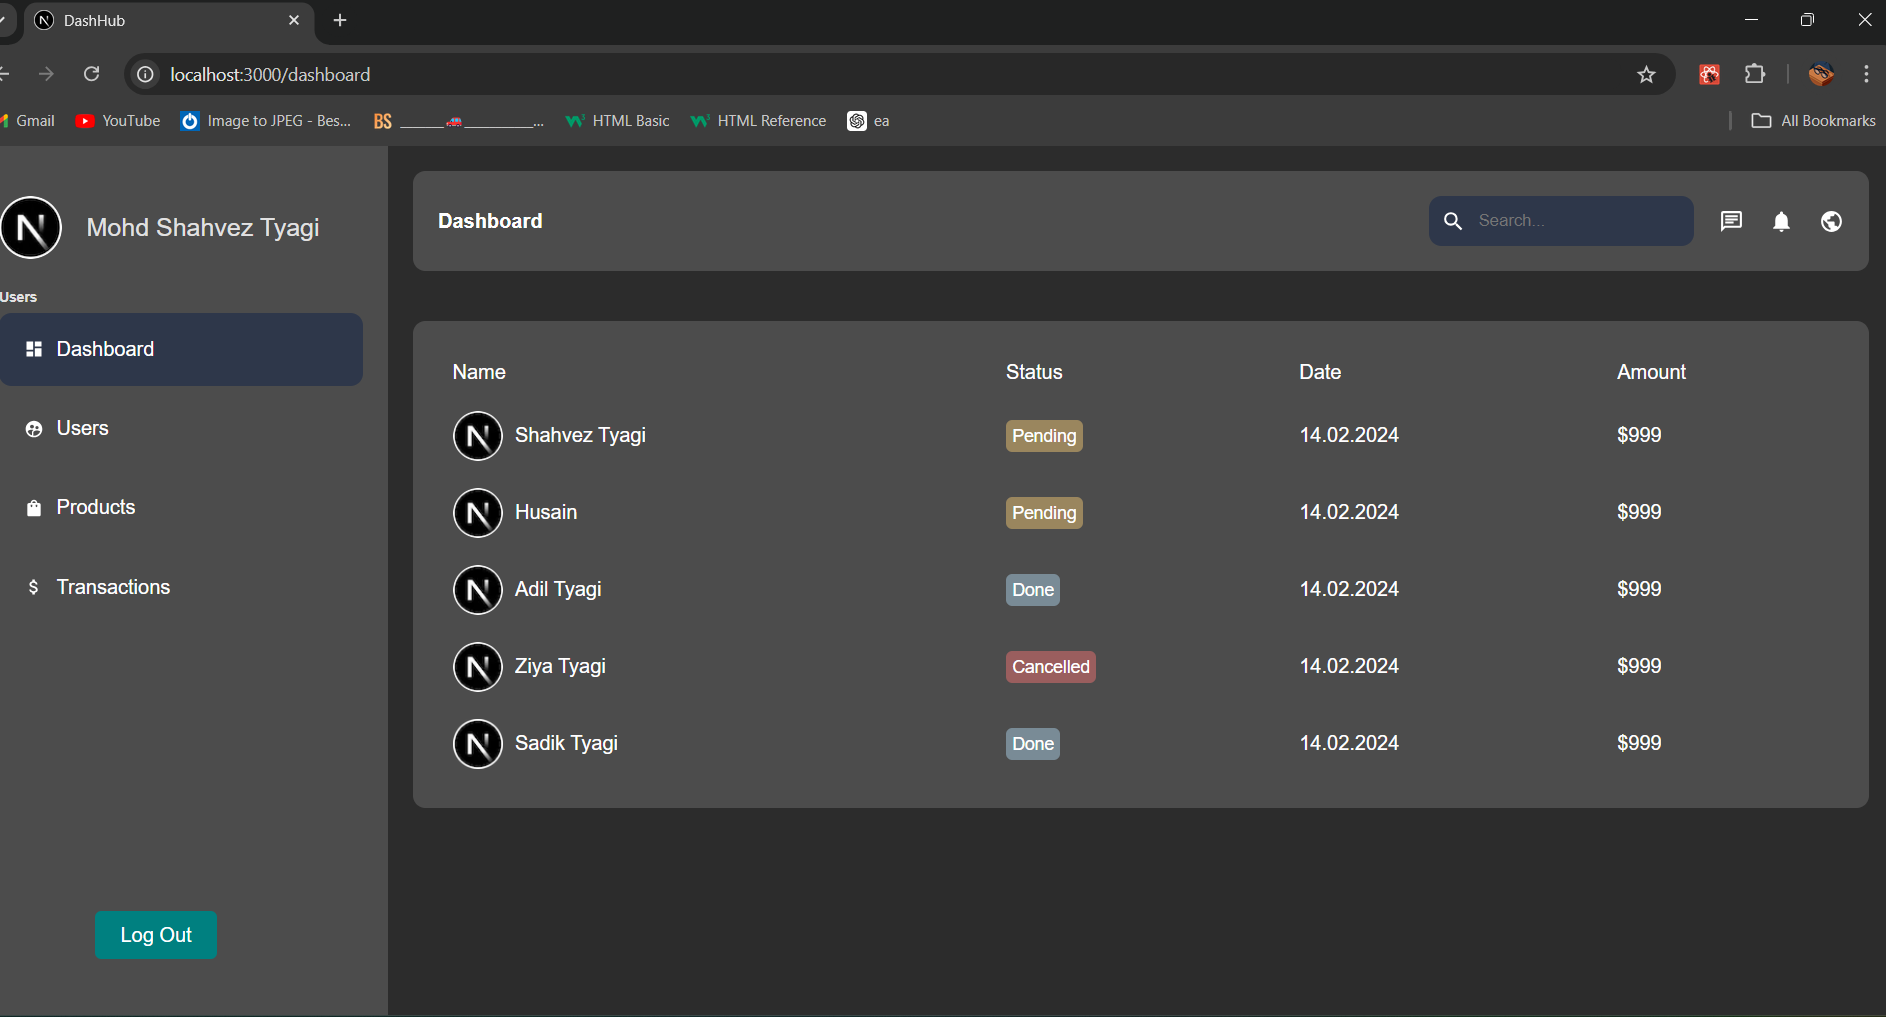 DashHub
localhost:3000/dashboard
Gmail YouTube Image to JPEG - Bes... BS ______🚗__________... HTML Basic HTML Reference ea All Bookmarks
Mohd Shahvez Tyagi
Users
Dashboard
Users
Products
Transactions
Log Out
Dashboard Search...
Name Status Date Amount
Shahvez Tyagi Pending 14.02.2024 $999
Husain Pending 14.02.2024 $999
Adil Tyagi Done 14.02.2024 $999
Ziya Tyagi Cancelled 14.02.2024 $999
Sadik Tyagi Done 14.02.2024 $999